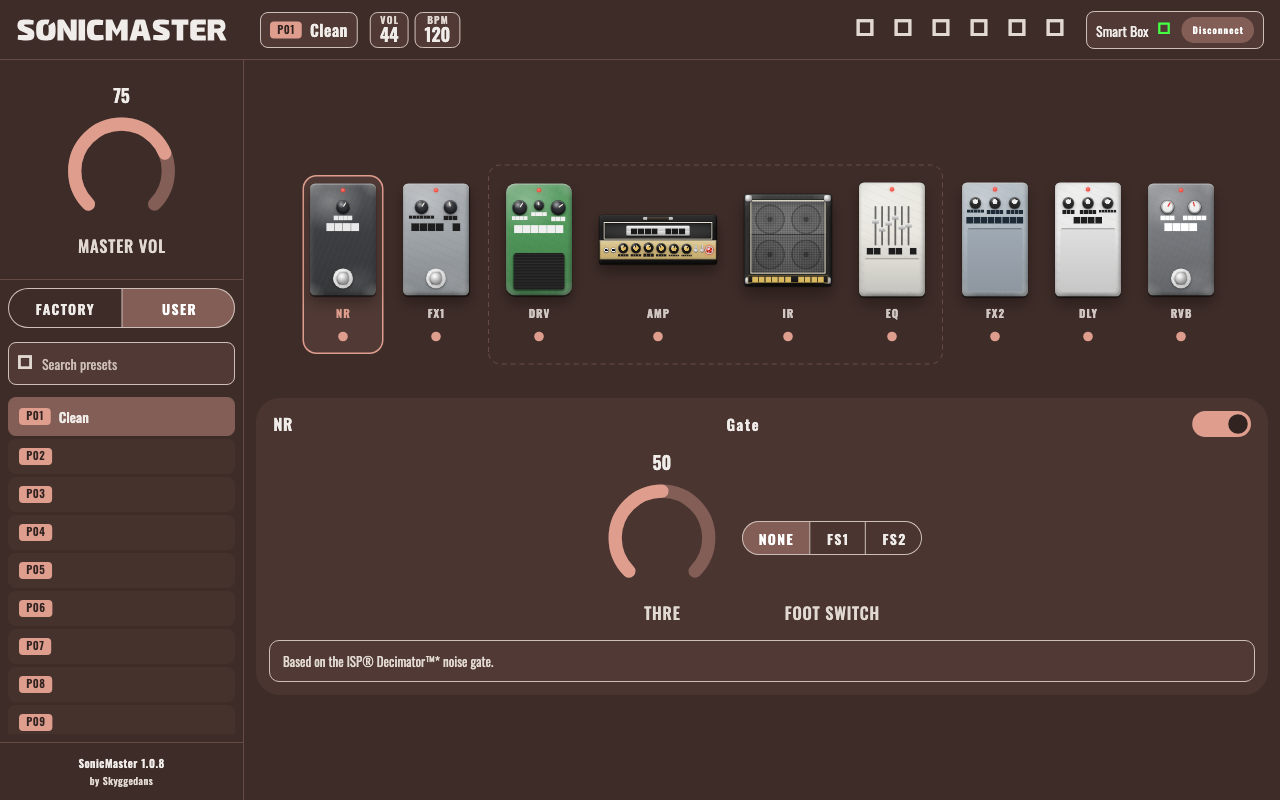 SONICMASTER
P01 Clean
VOL
44
BPM
120
Smart Box
Disconnect
75
MASTER VOL
FACTORY
USER
Search presets
P01 Clean
P02
P03
P04
P05
P06
P07
P08
P09
SonicMaster 1.0.8
by Skyggedans
NR
FX1
DRV
AMP
IR
EQ
FX2
DLY
RVB
NR
Gate
50
THRE
NONE
FS1
FS2
FOOT SWITCH
Based on the ISP® Decimator™* noise gate.